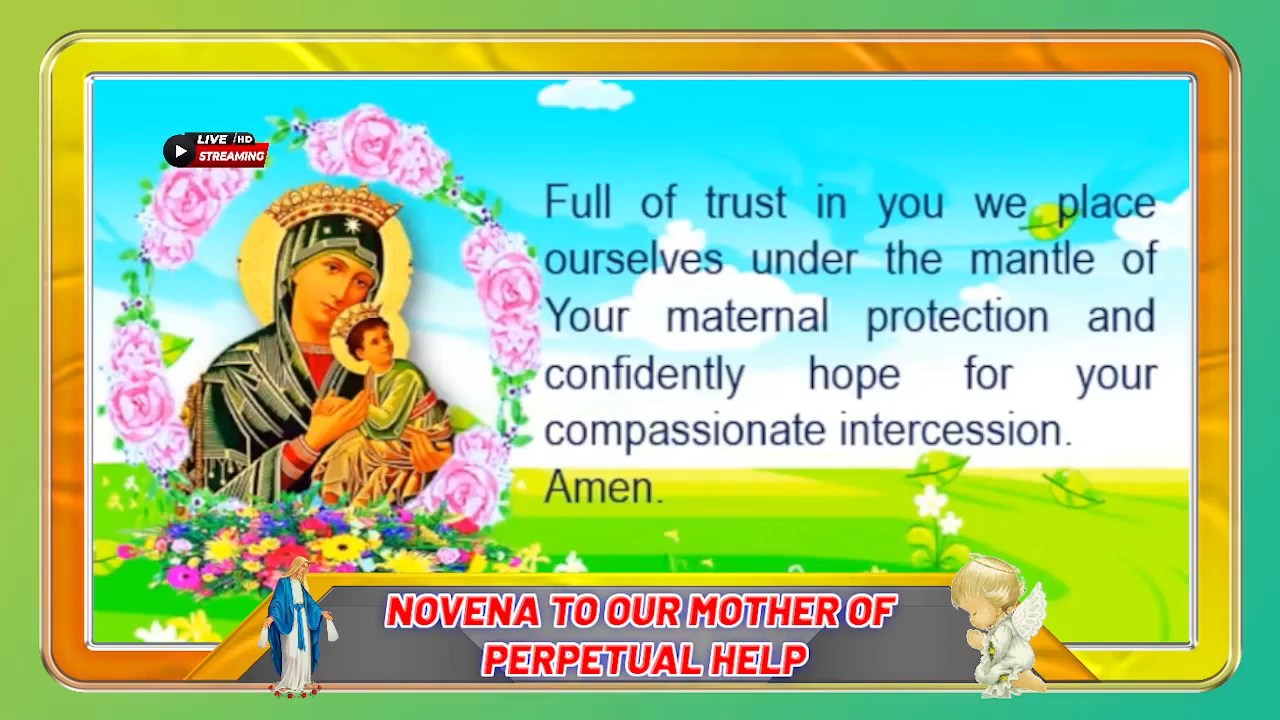 LIVE /HD
STREAMING
Full of trust in you we place
ourselves under the mantle of
Your maternal protection and
confidently hope for your
compassionate intercession.
Amen.
NOVENA TO OUR MOTHER OF
PERPETUAL HELP